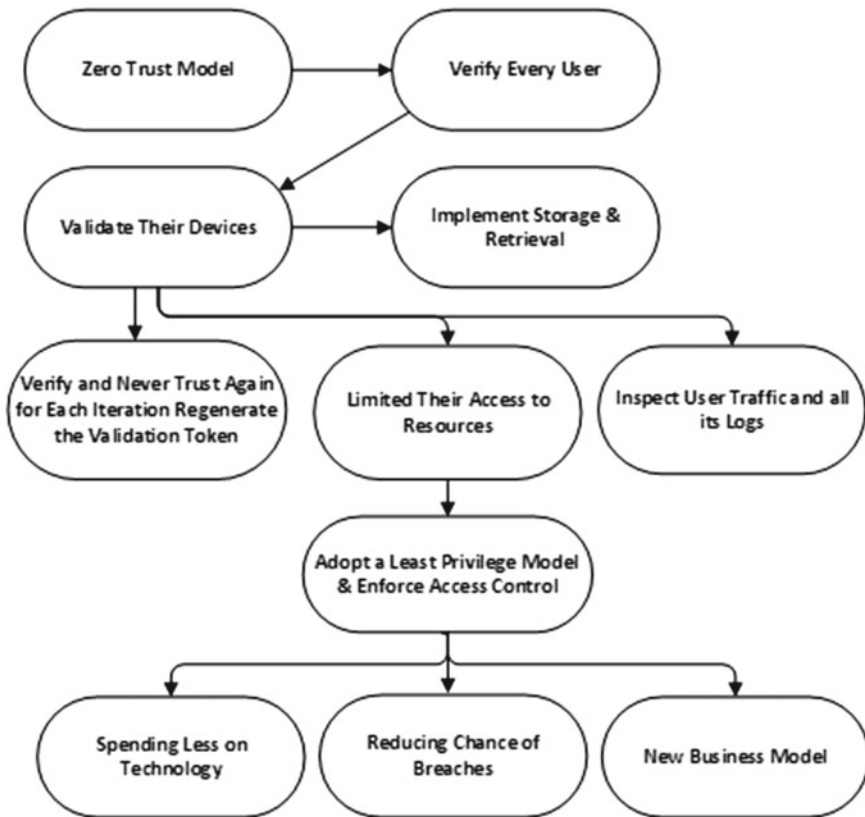 Zero Trust Model
Verify Every User
Validate Their Devices
Implement Storage &
Retrieval
Verify and Never Trust Again
for Each Iteration Regenerate
the Validation Token
Limited Their Access to
Resources
Inspect User Traffic and all
its Logs
Adopt a Least Privilege Model
& Enforce Access Control
Spending Less on
Technology
Reducing Chance of
Breaches
New Business Model